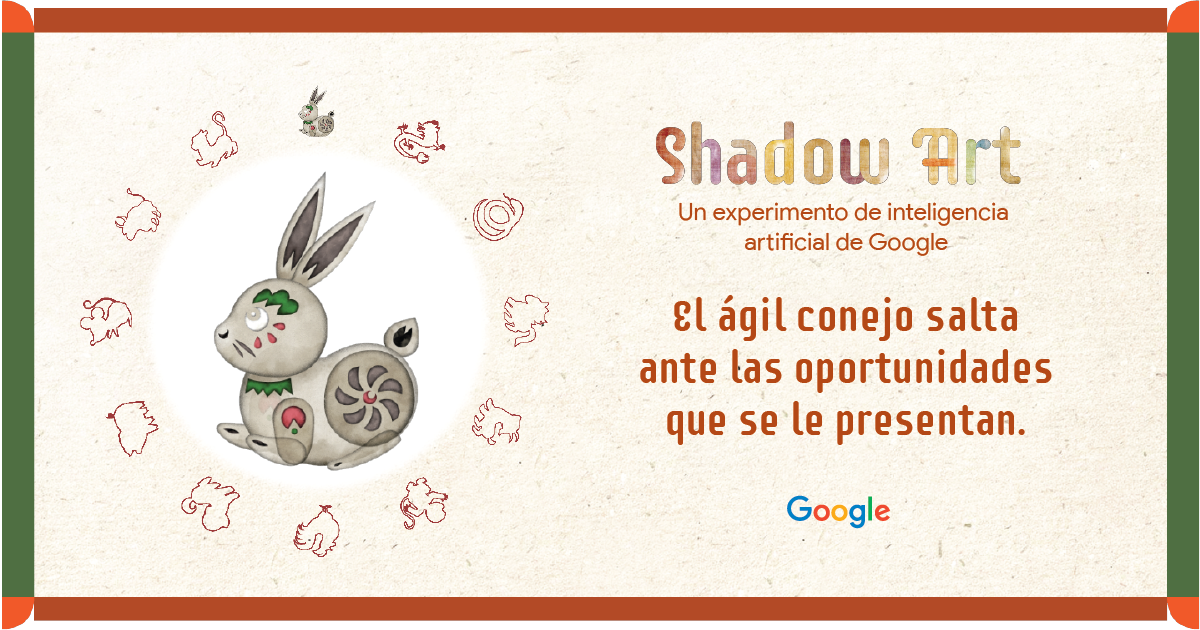 Shadow Art
Un experimento de inteligencia
artificial de Google
El ágil conejo salta
ante las oportunidades
que se le presentan.
Google